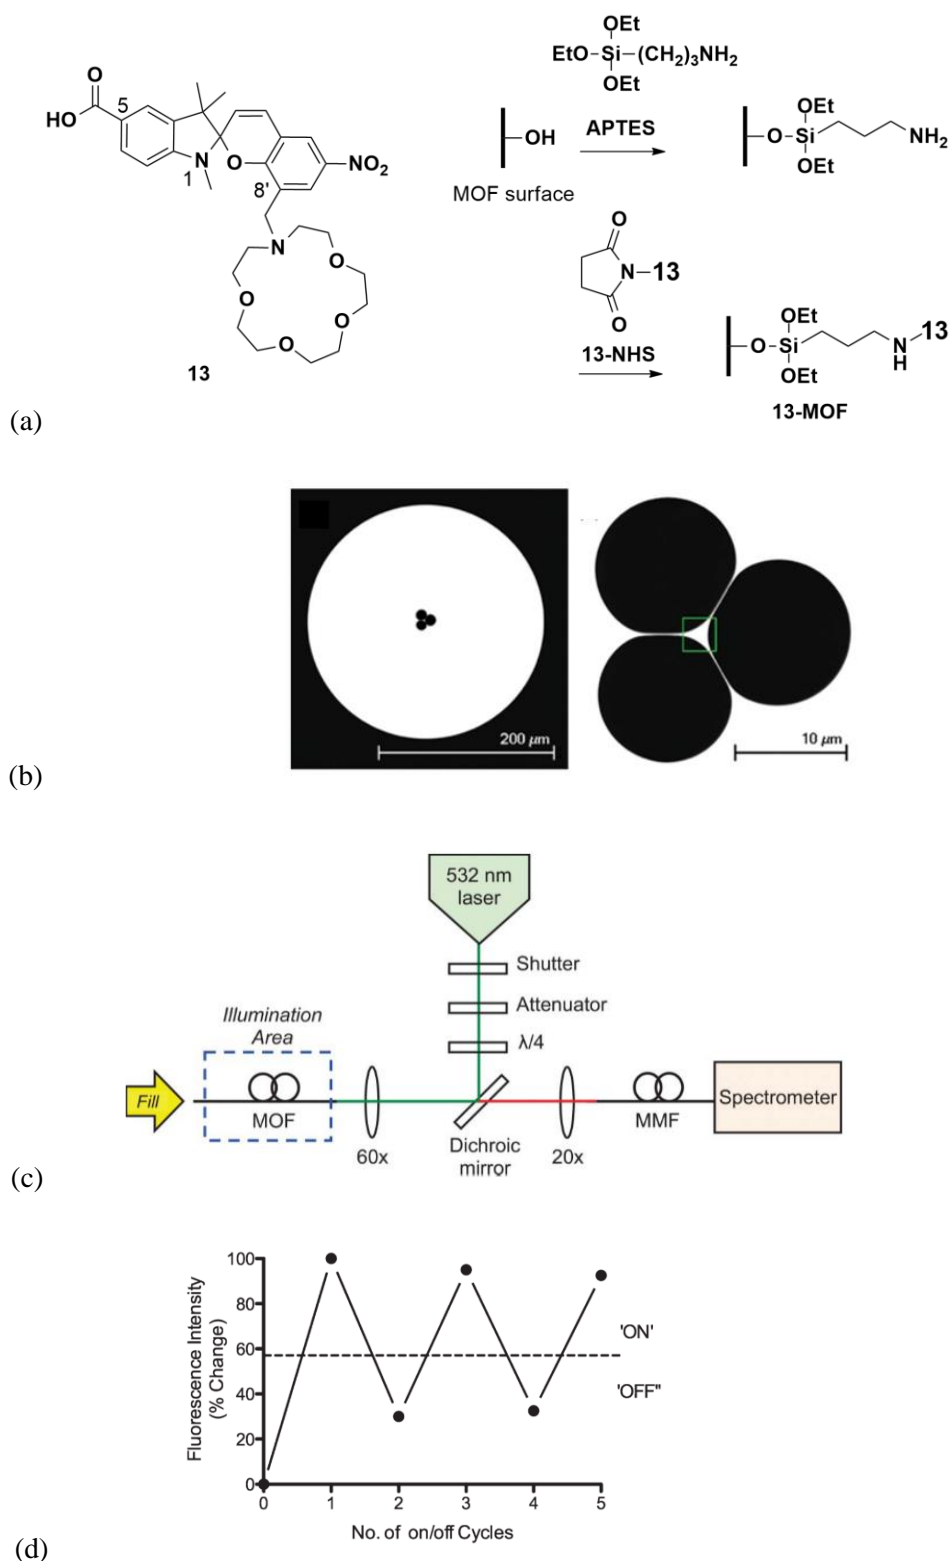 OEt
EtO-Si-(CH2)3NH2
OEt
APTES
O
HO
5
1
N
O
8'
NO2
N
O
O
O
O
13
OH
MOF surface
OEt
O-Si
OEt
NH2
O
N-13
O
13-NHS
OEt
O-Si
OEt
N
H
13
13-MOF
(a)
200 μm
10 μm
(b)
532 nm
laser
Shutter
Attenuator
λ/4
Illumination
Area
Fill
MOF
60x
Dichroic
mirror
20x
MMF
Spectrometer
(c)
Fluorescence Intensity
(% Change)
100
80
60
40
20
0
'ON'
'OFF"
0 1 2 3 4 5
No. of on/off Cycles
(d)